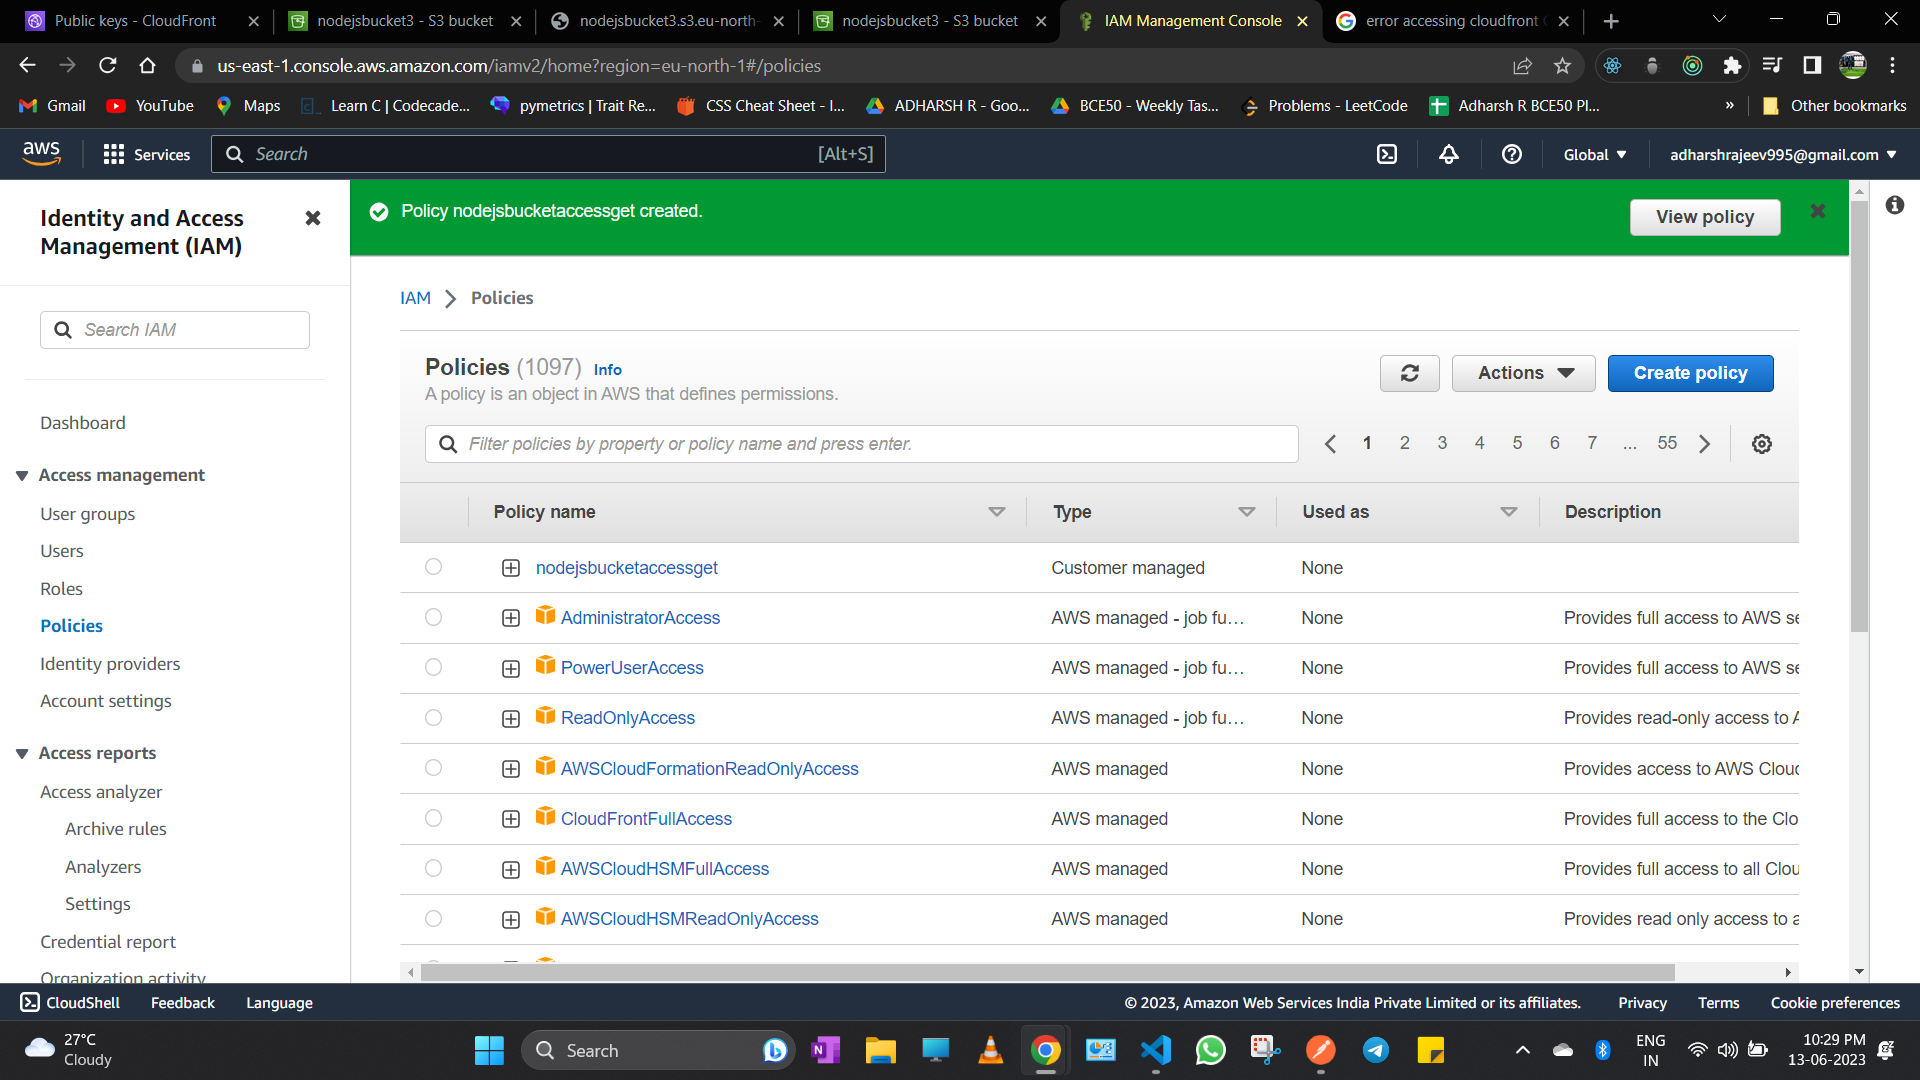 Public keys - CloudFront
nodejsbucket3 - S3 bucket
nodejsbucket3.s3.eu-north-
nodejsbucket3 - S3 bucket
IAM Management Console
error accessing cloudfront
us-east-1.console.aws.amazon.com/iamv2/home?region=eu-north-1#/policies
Gmail
YouTube
Maps
Learn C | Codecade...
pymetrics | Trait Re...
CSS Cheat Sheet - I...
ADHARSH R - Goo...
BCE50 - Weekly Tas...
Problems - LeetCode
Adharsh R BCE50 Pl...
»
Other bookmarks
aws
Services
Search
[Alt+S]
Global
adharshrajeev995@gmail.com
Identity and Access
Management (IAM)
Search IAM
Dashboard
Access management
User groups
Users
Roles
Policies
Identity providers
Account settings
Access reports
Access analyzer
Archive rules
Analyzers
Settings
Credential report
Organization activity
Policy nodejsbucketaccessget created.
View policy
IAM > Policies
Policies (1097) Info
A policy is an object in AWS that defines permissions.
Actions
Create policy
Filter policies by property or policy name and press enter.
1 2 3 4 5 6 7 ... 55
Policy name Type Used as Description
nodejsbucketaccessget Customer managed None
AdministratorAccess AWS managed - job fu... None Provides full access to AWS se
PowerUserAccess AWS managed - job fu... None Provides full access to AWS se
ReadOnlyAccess AWS managed - job fu... None Provides read-only access to A
AWSCloudFormationReadOnlyAccess AWS managed None Provides access to AWS Clouc
CloudFrontFullAccess AWS managed None Provides full access to the Clo
AWSCloudHSMFullAccess AWS managed None Provides full access to all Clou
AWSCloudHSMReadOnlyAccess AWS managed None Provides read only access to a
CloudShell
Feedback
Language
© 2023, Amazon Web Services India Private Limited or its affiliates.
Privacy
Terms
Cookie preferences
27°C
Cloudy
Search
ENG
IN
10:29 PM
13-06-2023